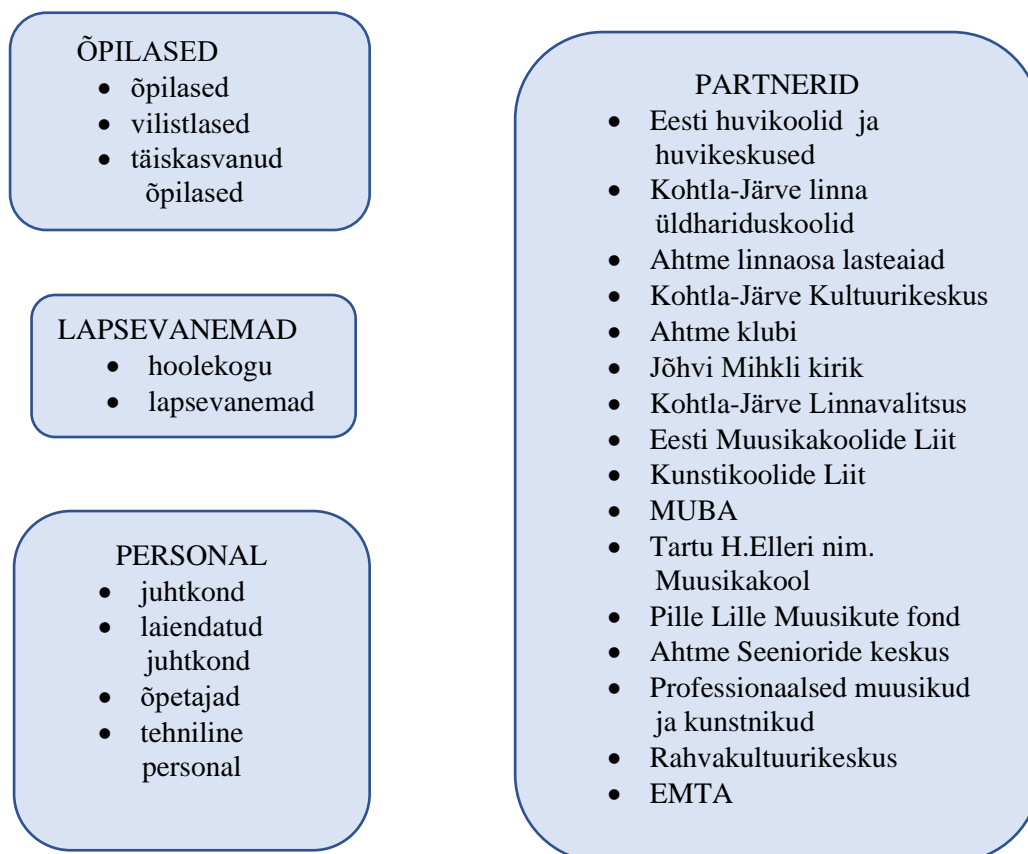 ÕPILASED
• õpilased
• vilistlased
• täiskasvanud
õpilased
LAPSEVANEMAD
• hoolekogu
• lapsevanemad
PERSONAL
• juhtkond
• laiendatud
juhtkond
• õpetajad
• tehniline
personal
PARTNERID
• Eesti huvikoolid ja
huvikeskused
• Kohtla-Järve linna
üldhariduskoolid
• Ahtme linnaosa lasteaiad
• Kohtla-Järve Kultuurikeskus
• Ahtme klubi
• Jõhvi Mihkli kirik
• Kohtla-Järve Linnavalitsus
• Eesti Muusikakoolide Liit
• Kunstikoolide Liit
• MUBA
• Tartu H.Elleri nim.
Muusikakool
• Pille Lille Muusikute fond
• Ahtme Seenioride keskus
• Professionaalsed muusikud
ja kunstnikud
• Rahvakultuurikeskus
• EMTA